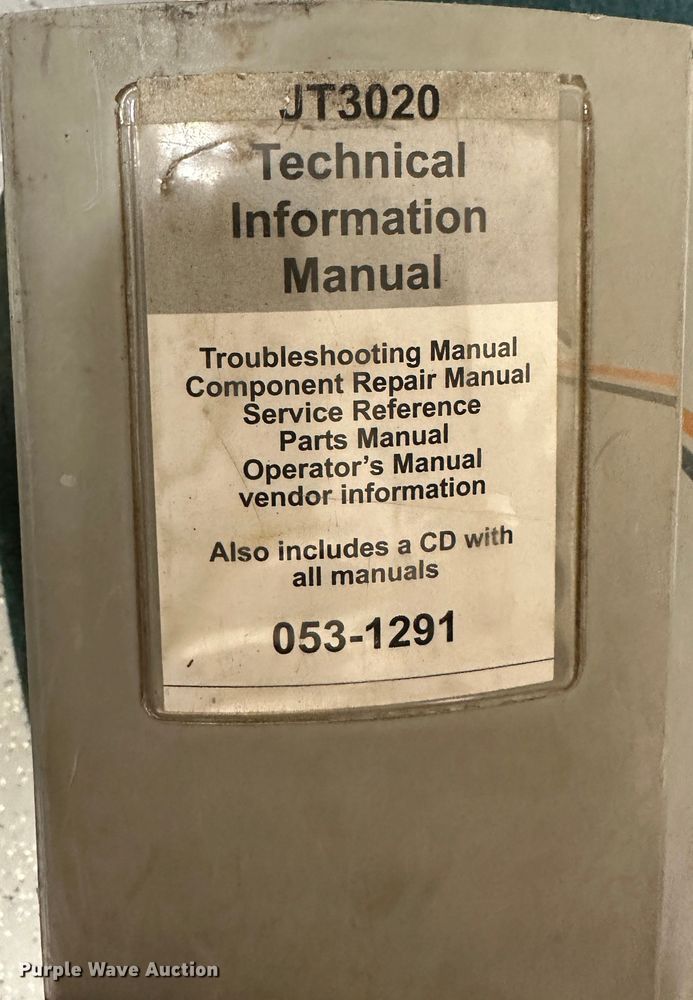 JT3020
Technical
Information
Manual
Troubleshooting Manual
Component Repair Manual
Service Reference
Parts Manual
Operator's Manual
vendor information
Also includes a CD with
all manuals
053-1291
Purple Wave Auction